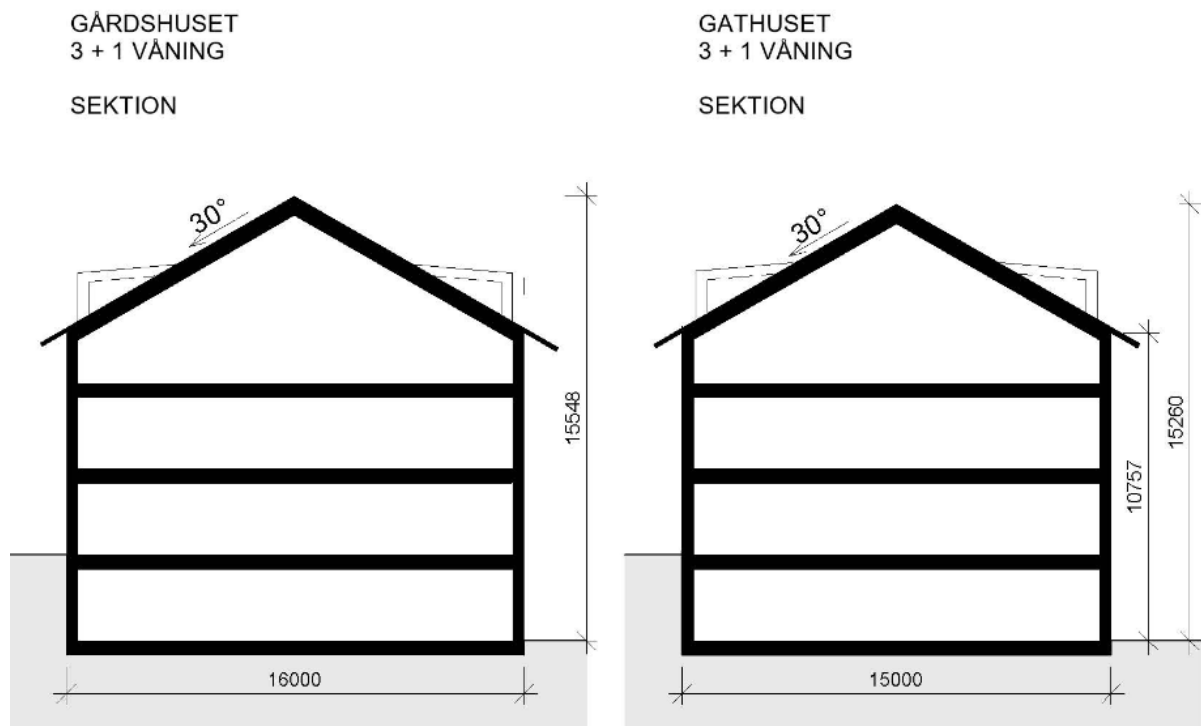 GÅRDSHUSET
3 + 1 VÅNING
SEKTION
30°
15548
16000
GATHUSET
3 + 1 VÅNING
SEKTION
30°
10757
15260
15000